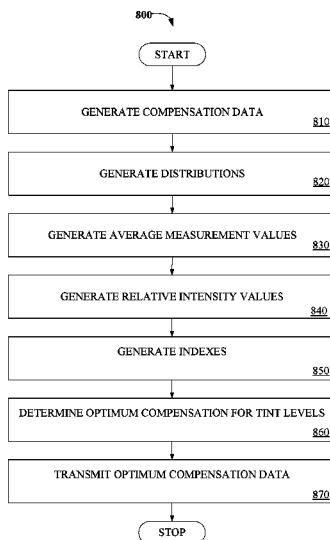 800
START
GENERATE COMPENSATION DATA
810
GENERATE DISTRIBUTIONS
820
GENERATE AVERAGE MEASUREMENT VALUES
830
GENERATE RELATIVE INTENSITY VALUES
840
GENERATE INDEXES
850
DETERMINE OPTIMUM COMPENSATION FOR TINT LEVELS
860
TRANSMIT OPTIMUM COMPENSATION DATA
870
STOP